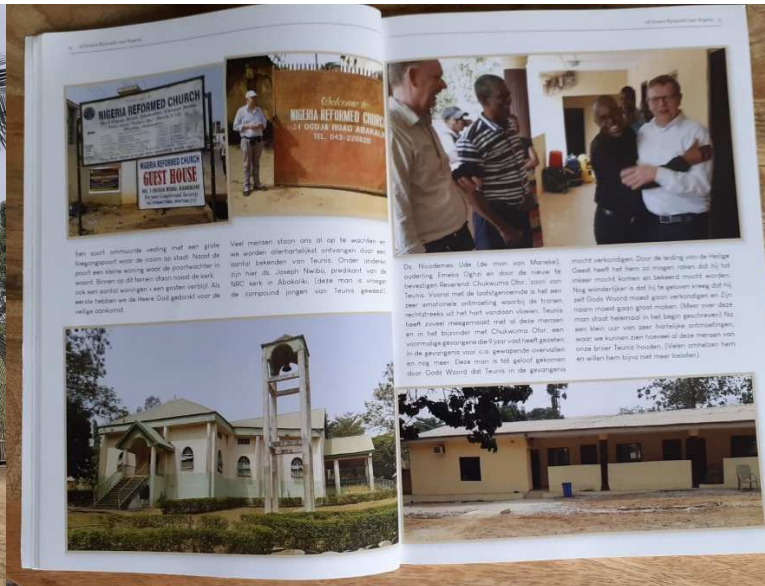 NIGERIA REFORMED CHURCH
NIGERIA REFORMED CHURCH
GUEST HOUSE
Welcome to
NIGERIA REFORMED CHURCH
31 OGOJA ROAD ABAKALIKI
TEL. 043-220820
Een soort ommuurde vesting met een grote
toegangspoort waar de naam op staat. Naast de
poort een kleine woning waar de poortwachter in
woont. Binnen op dit terrein staan naast de kerk
ook een aantal woningen + een gasten verblijf. Als
eerste hebben we de Heere God gedankt voor de
veilige aankomst.
Veel mensen staan ons al op te wachten en
we worden allerhartelijkst ontvangen door een
aantal bekenden van Teunis. Onder andere
zijn hier ds. Joseph Nwibo, predikant van de
NRC kerk in Abakaliki, (deze man is vroeger
de compound jongen van Teunis geweest),
Ds. Nicodemes Ude (de man van Marieke),
ouderling Emeka Oghzi en door de nieuw te
bevestigen Reverend: Chukwuma Ofur, zoon van
Teunis. Vooral met de laatstgenoemde is het een
zeer emotionele ontmoeting waarbij de tranen
rechtstreeks uit het hart vandaan vloeien. Teunis
heeft zoveel meegemaakt met al deze mensen
en in het bijzonder met Chukwuma Ofur, een
voormalige gevangene die 9 jaar vast heeft gezeten
in de gevangenis voor o.a. gewapende overvallen
en nog meer. Deze man is tot geloof gekomen
door Gods Woord dat Teunis in de gevangenis
mocht verkondigen. Door de leiding van de Heilige
Geest heeft het hem zo mogen raken dat hij tot
inkeer mocht komen en bekeerd mocht worden.
Nog wonderlijker is dat hij te geloven kreeg dat hij
zelf Gods Woord moest gaan verkondigen en Zijn
naam moest gaan groot maken. (Meer over deze
man staat helemaal in het begin geschreven) Na
een klein uur van zeer hartelijke ontmoetingen,
waar we kunnen zien hoeveel al deze mensen van
onze broer Teunis houden. (Velen omhelzen hem
en willen hem bijna niet meer loslaten)